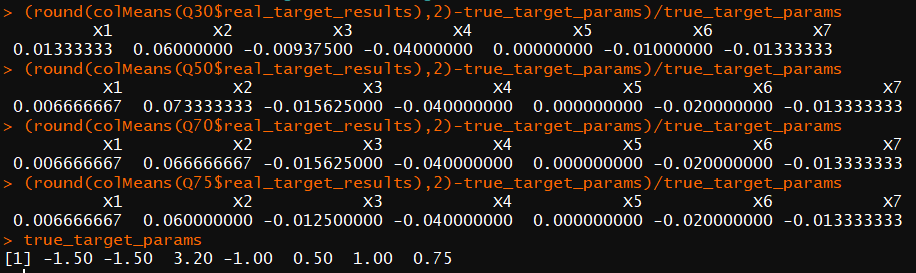 > (round(colMeans(Q30$real_target_results),2)-true_target_params)/true_target_params
x1 x2 x3 x4 x5 x6 x7
0.01333333 0.06000000 -0.00937500 -0.04000000 0.00000000 -0.01000000 -0.01333333
> (round(colMeans(Q50$real_target_results),2)-true_target_params)/true_target_params
x1 x2 x3 x4 x5 x6 x7
0.006666667 0.073333333 -0.015625000 -0.040000000 0.000000000 -0.020000000 -0.013333333
> (round(colMeans(Q70$real_target_results),2)-true_target_params)/true_target_params
x1 x2 x3 x4 x5 x6 x7
0.006666667 0.066666667 -0.015625000 -0.040000000 0.000000000 -0.020000000 -0.013333333
> (round(colMeans(Q75$real_target_results),2)-true_target_params)/true_target_params
x1 x2 x3 x4 x5 x6 x7
0.006666667 0.060000000 -0.012500000 -0.040000000 0.000000000 -0.020000000 -0.013333333
> true_target_params
[1] -1.50 -1.50 3.20 -1.00 0.50 1.00 0.75